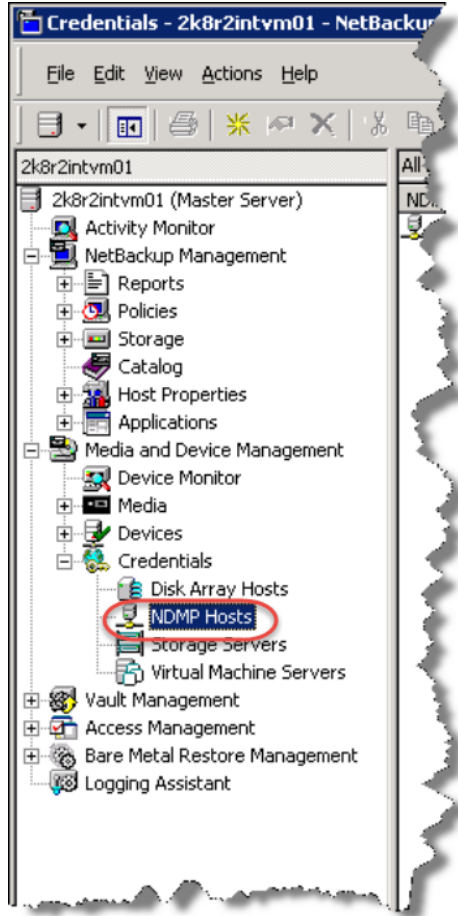 Credentials - 2k8r2intvm01 - NetBackup
File Edit View Actions Help
2k8r2intvm01
All
2k8r2intvm01 (Master Server)
Activity Monitor
NetBackup Management
Reports
Policies
Storage
Catalog
Host Properties
Applications
Media and Device Management
Device Monitor
Media
Devices
Credentials
Disk Array Hosts
NDMP Hosts
Storage Servers
Virtual Machine Servers
Vault Management
Access Management
Bare Metal Restore Management
Logging Assistant